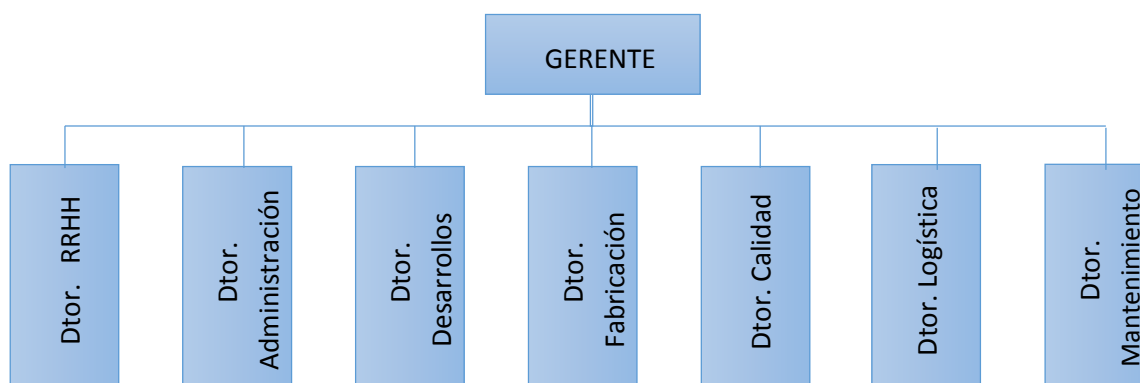 GERENTE
Dtor. RRHH
Dtor.
Administración
Dtor.
Desarrollos
Dtor.
Fabricación
Dtor. Calidad
Dtor. Logística
Dtor.
Mantenimiento